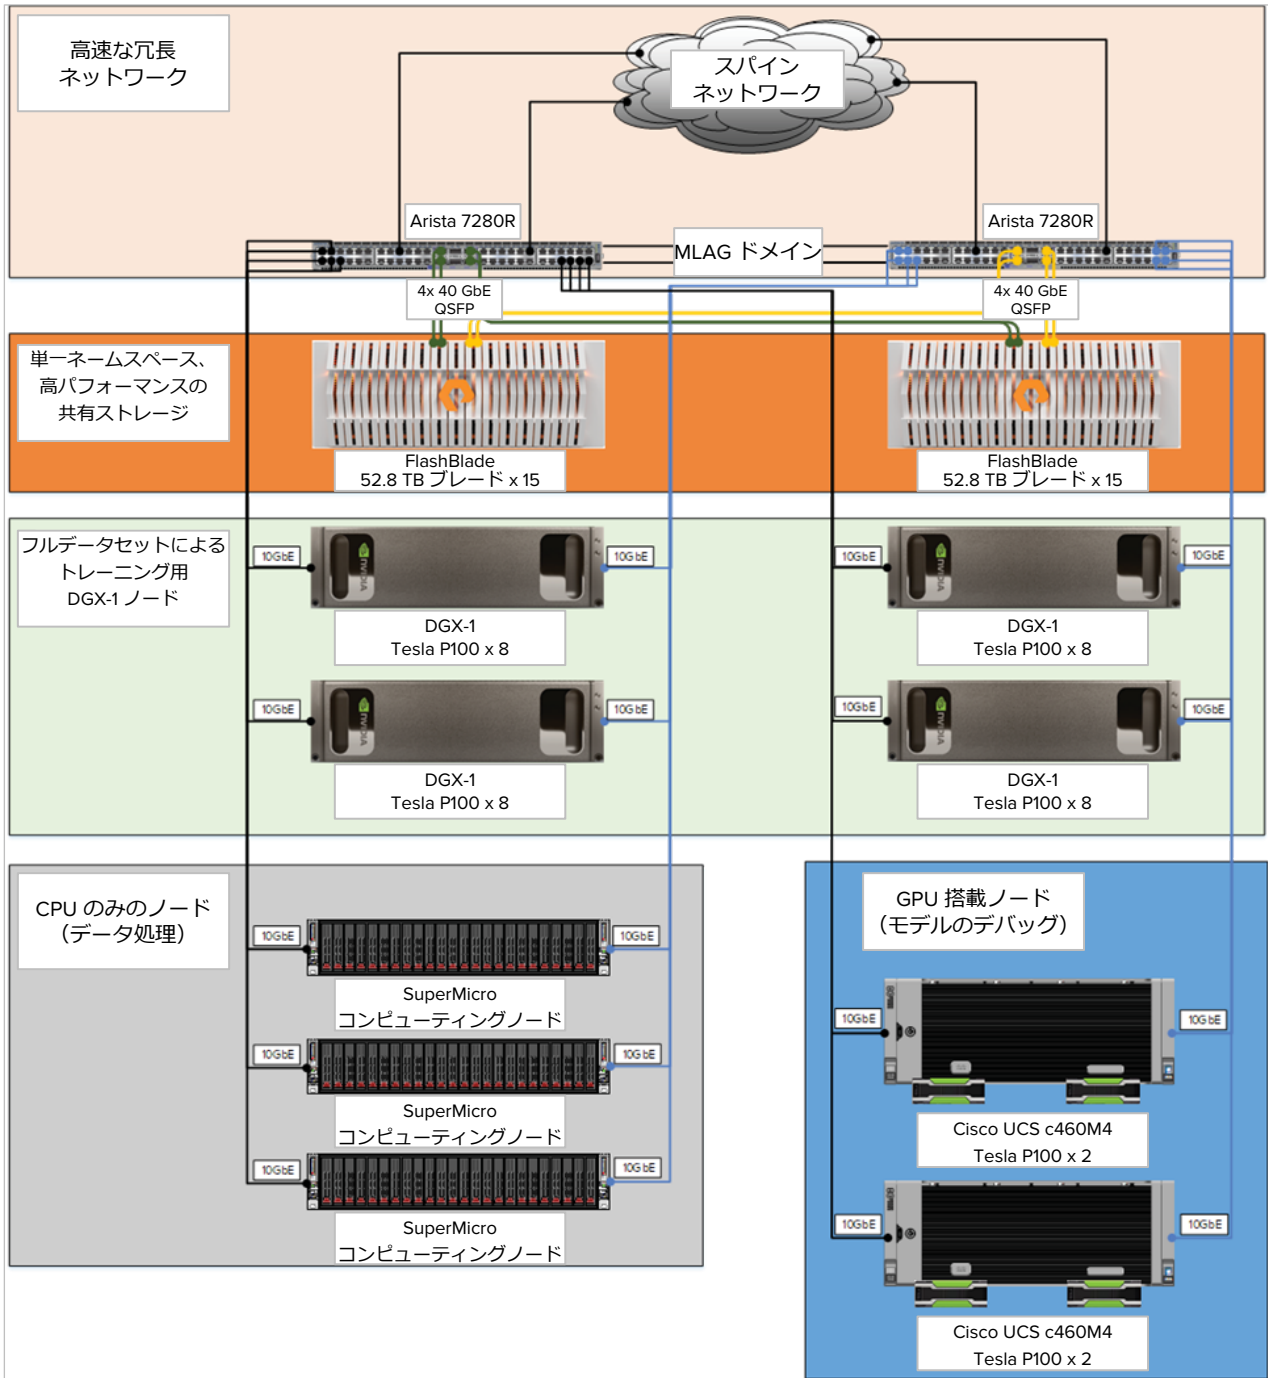 高速な冗長
ネットワーク
スパイン
ネットワーク
Arista 7280R
Arista 7280R
MLAG ドメイン
4x 40 GbE
QSFP
4x 40 GbE
QSFP
単一ネームスペース、
高パフォーマンスの
共有ストレージ
FlashBlade
52.8 TB ブレード x 15
FlashBlade
52.8 TB ブレード x 15
フルデータセットによる
トレーニング用
DGX-1 ノード
10GbE
NVIDIA
10GbE
10GbE
NVIDIA
10GbE
DGX-1
Tesla P100 x 8
DGX-1
Tesla P100 x 8
10GbE
NVIDIA
10GbE
10GbE
NVIDIA
10GbE
DGX-1
Tesla P100 x 8
DGX-1
Tesla P100 x 8
CPU のみのノード
（データ処理）
10GbE
10GbE
SuperMicro
コンピューティングノード
10GbE
10GbE
SuperMicro
コンピューティングノード
10GbE
10GbE
SuperMicro
コンピューティングノード
GPU 搭載ノード
（モデルのデバッグ）
10GbE
10GbE
Cisco UCS c460M4
Tesla P100 x 2
10GbE
10GbE
Cisco UCS c460M4
Tesla P100 x 2